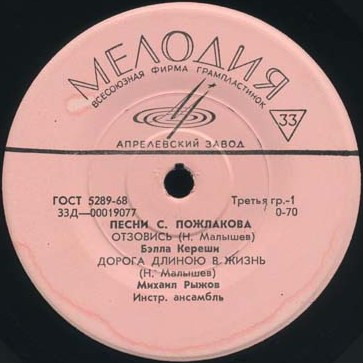 МЕЛОДИЯ
ВСЕСОЮЗНАЯ ФИРМА ГРАМПЛАСТИНОК
33
АПРЕЛЕВСКИЙ ЗАВОД
ГОСТ 5289-68
Третья гр.-1
33Д—00019077
0-70
ПЕСНИ С. ПОЖЛАКОВА
ОТЗОВИСЬ (Н. Малышев)
Бэлла Кереши
ДОРОГА ДЛИНОЮ В ЖИЗНЬ
(Н. Малышев)
Михаил Рыжов
Инстр. ансамбль